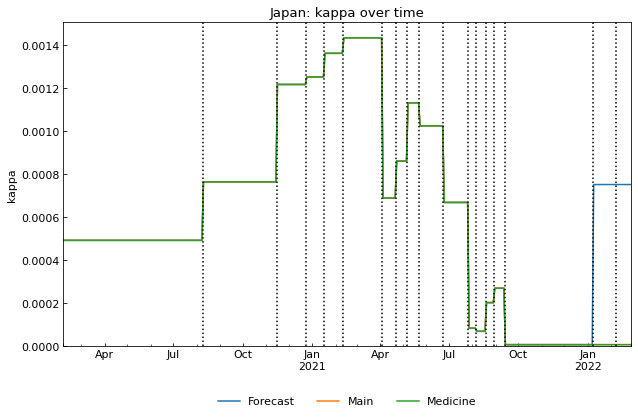 Japan: kappa over time
kappa
0.0014
0.0012
0.0010
0.0008
0.0006
0.0004
0.0002
0.0000
Apr Jul Oct Jan Apr Jul Oct Jan
2021 2022
Forecast Main Medicine